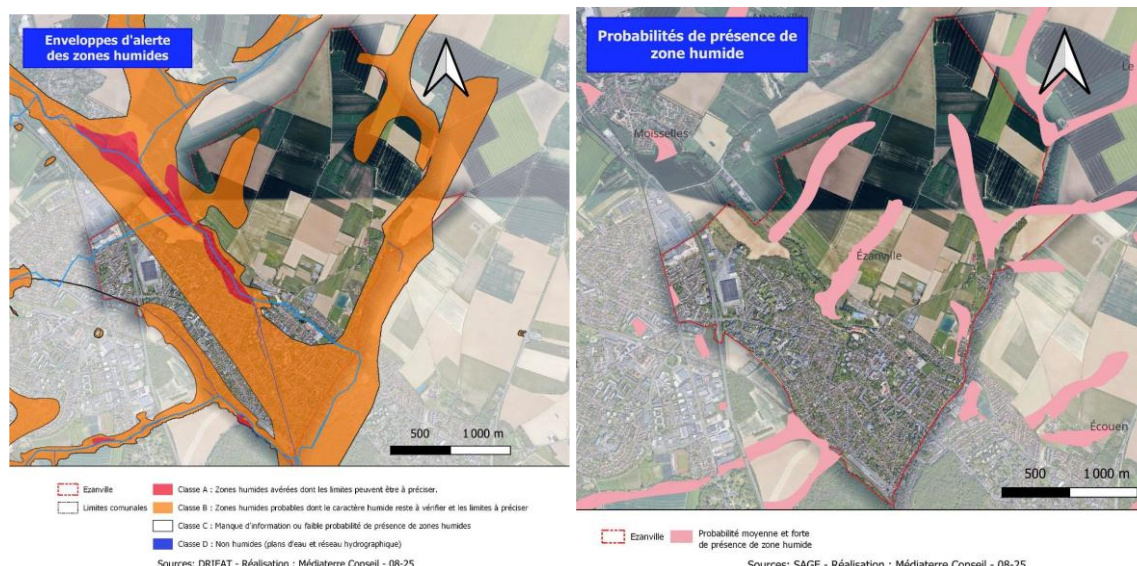 Enveloppes d'alerte
des zones humides
500
1 000 m
Ezanville
Limites communales
Classe A : Zones humides avérées dont les limites peuvent être à préciser.
Classe B : Zones humides probables dont le caractère humide reste à vérifier et les limites à préciser
Classe C : Manque d'information ou faible probabilité de présence de zones humides
Classe D : Non humides (plans d'eau et réseau hydrographique)
Sources: DRIEAT - Réalisation : Médiaterre Conseil - 08-25
Probabilités de présence de
zone humide
Le
Moisselles
Ézanville
Écouen
500
1 000 m
Ezanville
Probabilité moyenne et forte
de présence de zone humide
Sources: SAGE - Réalisation : Médiaterre Conseil - 08-25